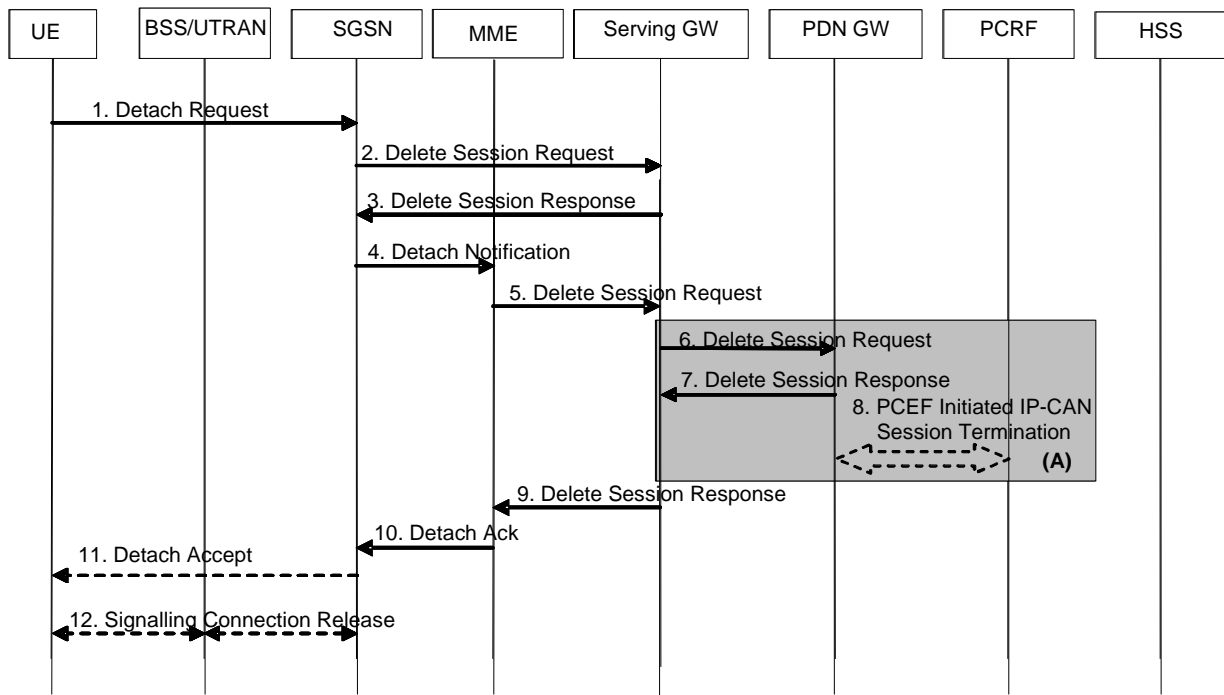 UE
BSS/UTRAN
SGSN
MME
Serving GW
PDN GW
PCRF
HSS
1. Detach Request
2. Delete Session Request
3. Delete Session Response
4. Detach Notification
5. Delete Session Request
6. Delete Session Request
7. Delete Session Response
8. PCEF Initiated IP-CAN
Session Termination
(A)
9. Delete Session Response
10. Detach Ack
11. Detach Accept
12. Signalling Connection Release